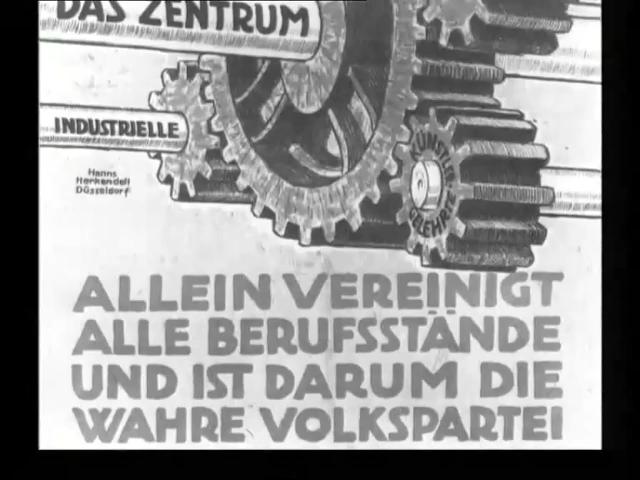 DAS ZENTRUM
INDUSTRIELLE
KÜNSTLER
GELEHRTE
Hanns
Herkendell
Düsseldorf
ALLEIN VEREINIGT
ALLE BERUFSSTÄNDE
UND IST DARUM DIE
WAHRE VOLKSPARTEI